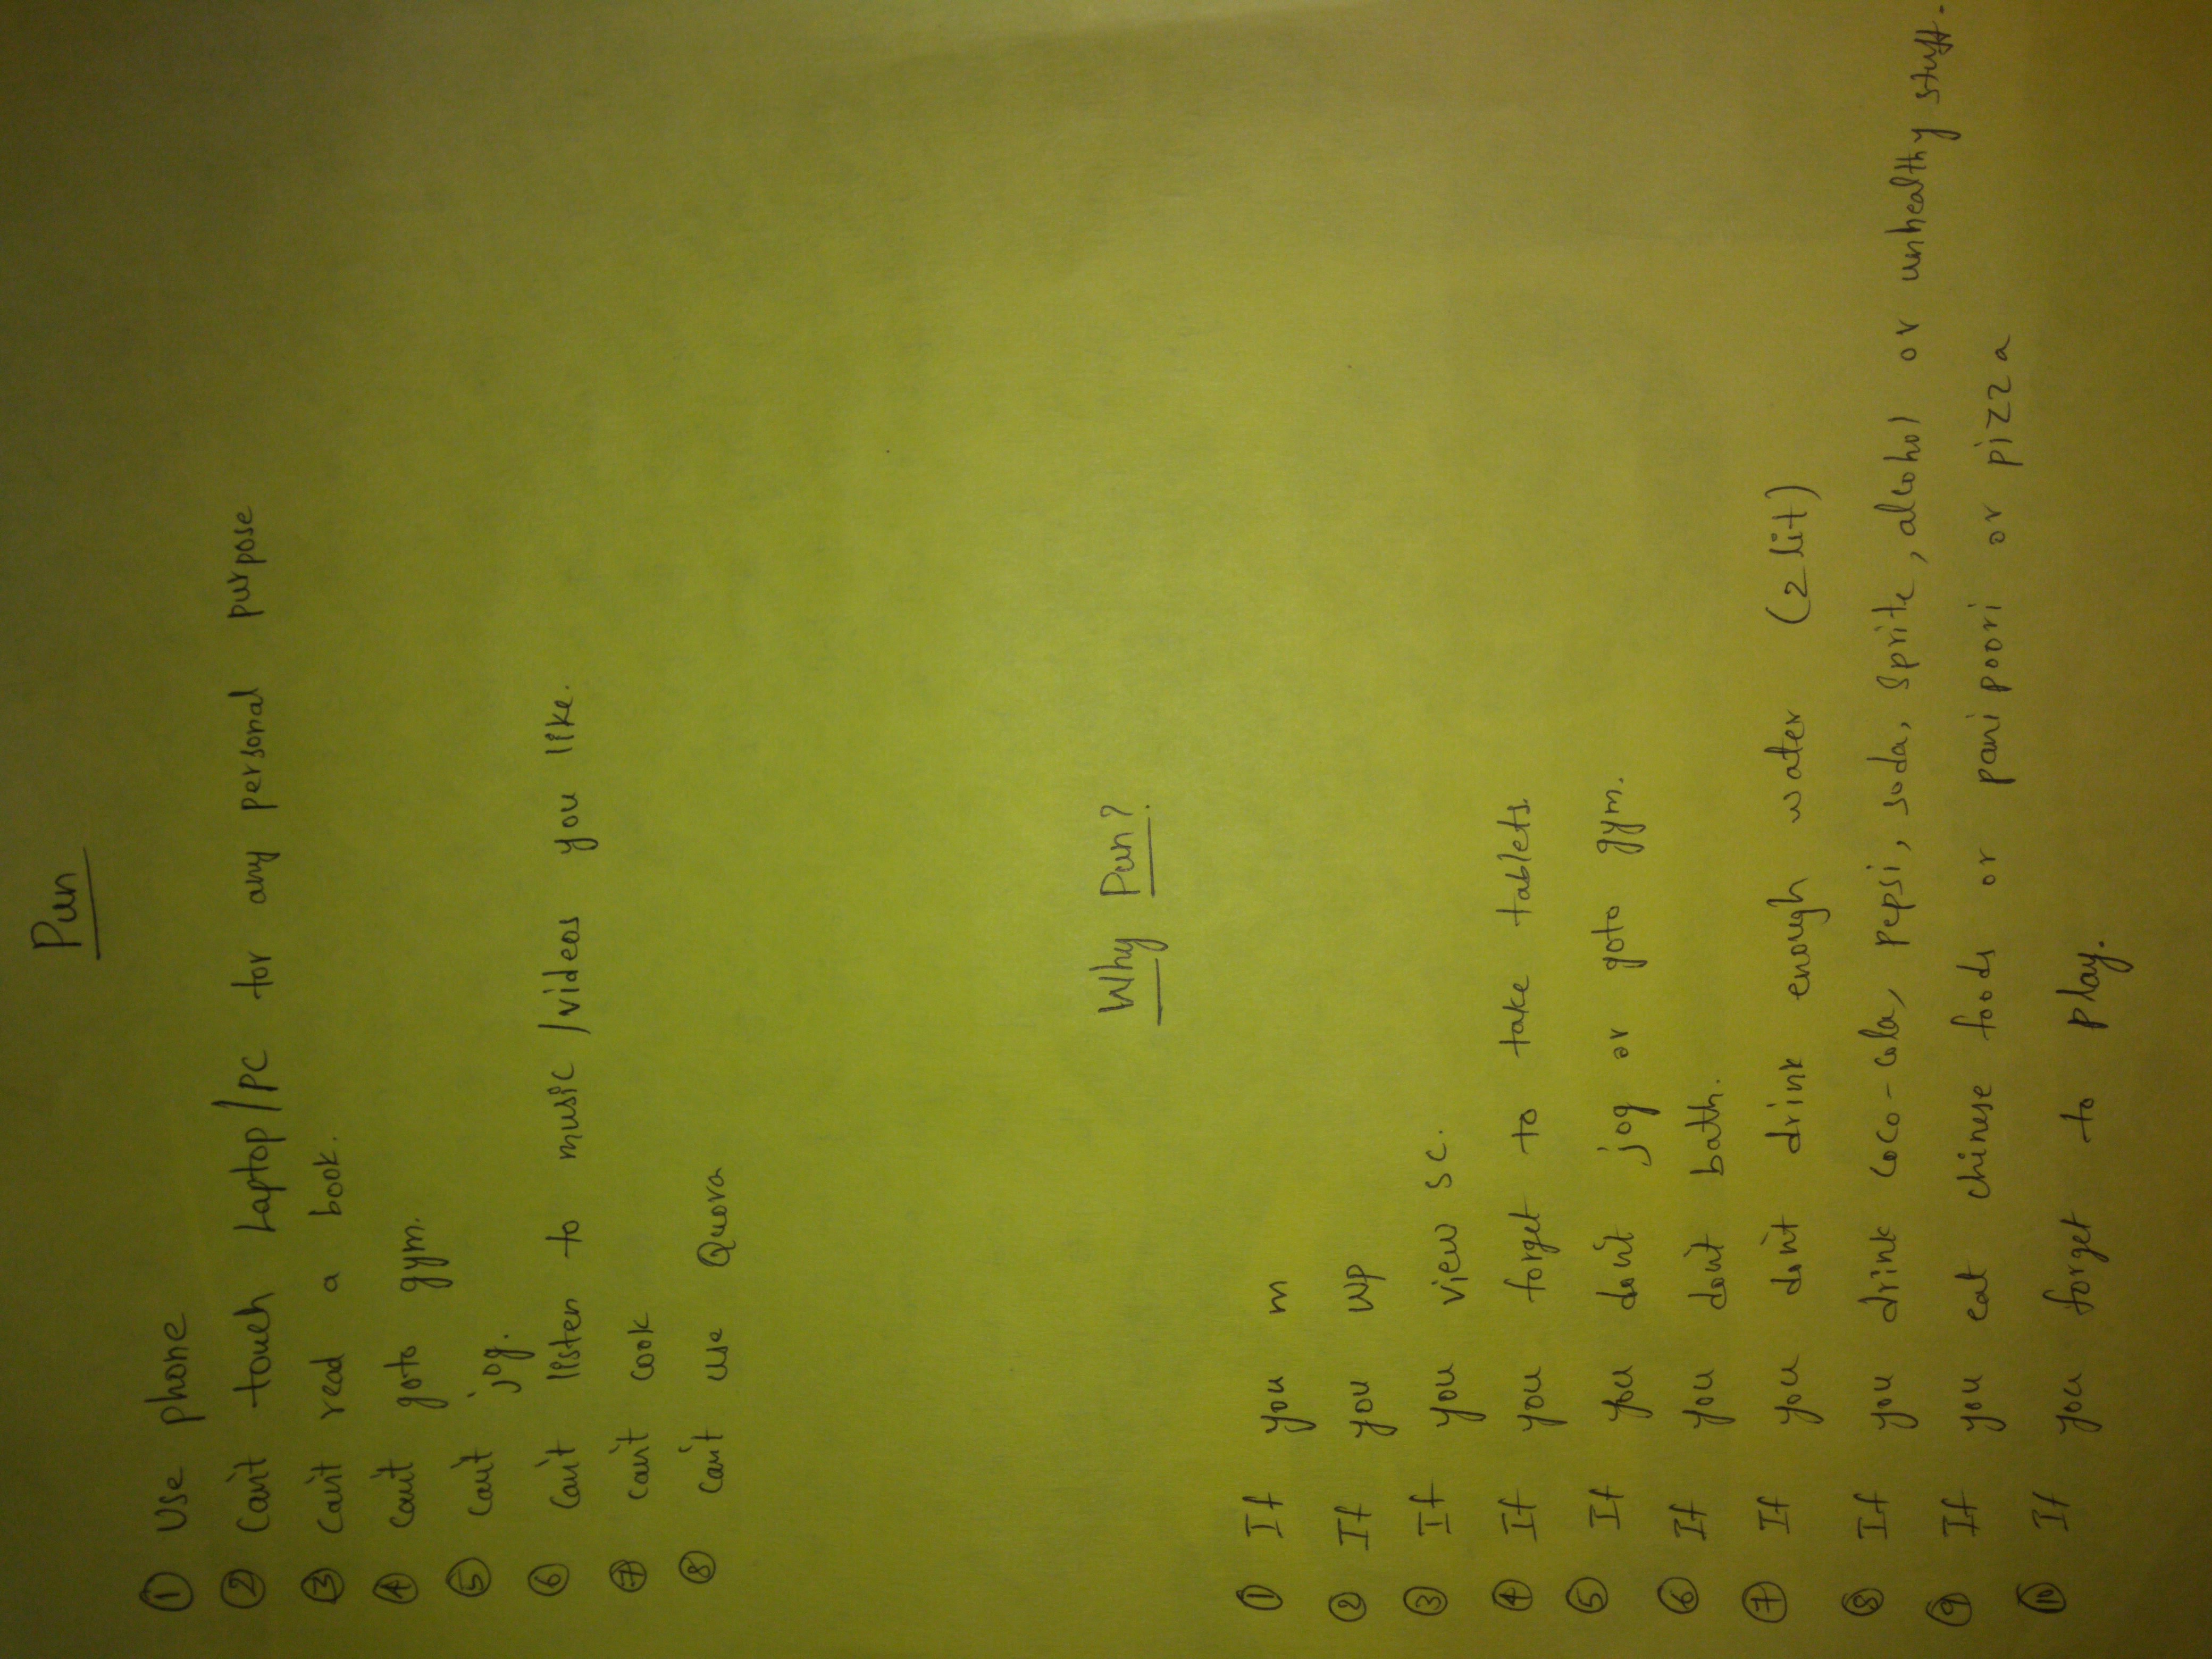 Pun
① Use phone
② Can't touch Laptop/PC for any personal purpose
③ Can't read a book.
④ Can't goto gym.
⑤ Can't jog.
⑥ Can't listen to music /videos you like.
⑦ Can't cook
⑧ Can't use Quora
Why Pun?
① If you m
② If you wp
③ If you view sc.
④ If you forget to take tablets.
⑤ If you don't jog or goto gym.
⑥ If you don't bath.
⑦ If you don't drink enough water (2 lit)
⑧ If you drink coco-cola, pepsi, soda, Sprite, alcohol or unhealthy stuff.
⑨ If you eat chinese foods or pani poori or pizza
⑩ If you forget to play.